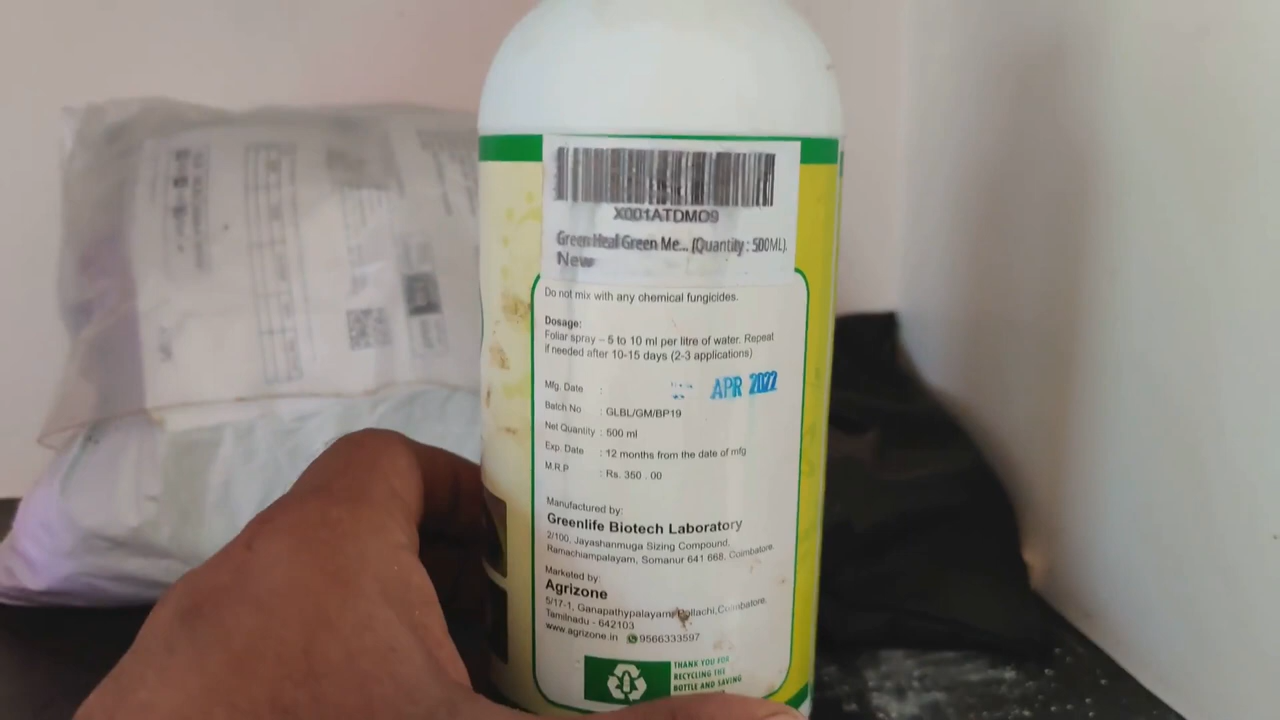 X001ATDMO9
Green Heal Green Me... (Quantity : 500ML).
New
Do not mix with any chemical fungicides.
Dosage:
Foliar spray – 5 to 10 ml per litre of water. Repeat
if needed after 10-15 days (2-3 applications)
Mfg. Date : APR 2022
Batch No : GLBL/GM/BP19
Net Quantity : 500 ml
Exp. Date : 12 months from the date of mfg
M.R.P : Rs. 350 . 00
Manufactured by:
Greenlife Biotech Laboratory
2/100, Jayashanmuga Sizing Compound,
Ramachiampalayam, Somanur 641 668. Coimbatore.
Marketed by:
Agrizone
5/17-1, Ganapathypalayam, Pollachi, Coimbatore,
Tamilnadu - 642103
www.agrizone.in 9566333597
THANK YOU FOR
RECYCLING THE
BOTTLE AND SAVING